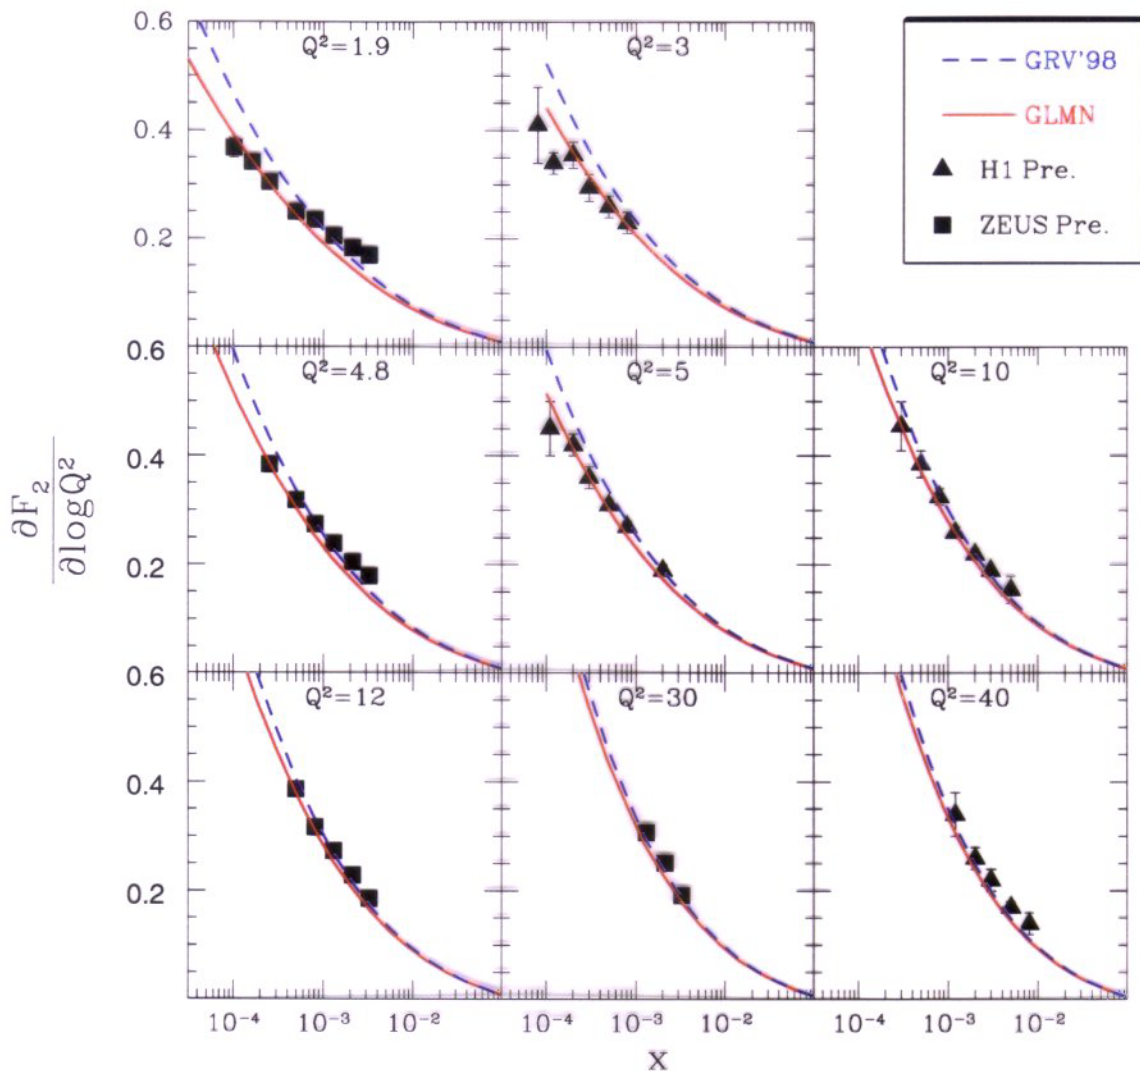 0.6
0.4
0.2
Q²=1.9
Q²=3
GRV'98
GLMN
H1 Pre.
ZEUS Pre.
∂F₂
∂logQ²
0.6
0.4
0.2
Q²=4.8
Q²=5
Q²=10
0.6
0.4
0.2
Q²=12
Q²=30
Q²=40
10⁻⁴ 10⁻³ 10⁻² 10⁻⁴ 10⁻³ 10⁻² 10⁻⁴ 10⁻³ 10⁻²
X